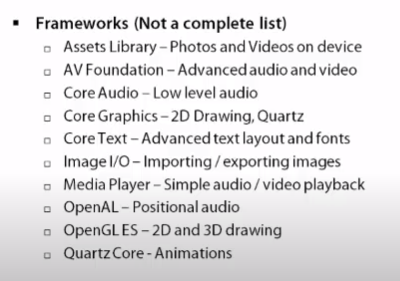 Frameworks (Not a complete list)
Assets Library – Photos and Videos on device
AV Foundation – Advanced audio and video
Core Audio – Low level audio
Core Graphics – 2D Drawing, Quartz
Core Text – Advanced text layout and fonts
Image I/O – Importing / exporting images
Media Player – Simple audio / video playback
OpenAL – Positional audio
OpenGL ES – 2D and 3D drawing
QuartzCore - Animations